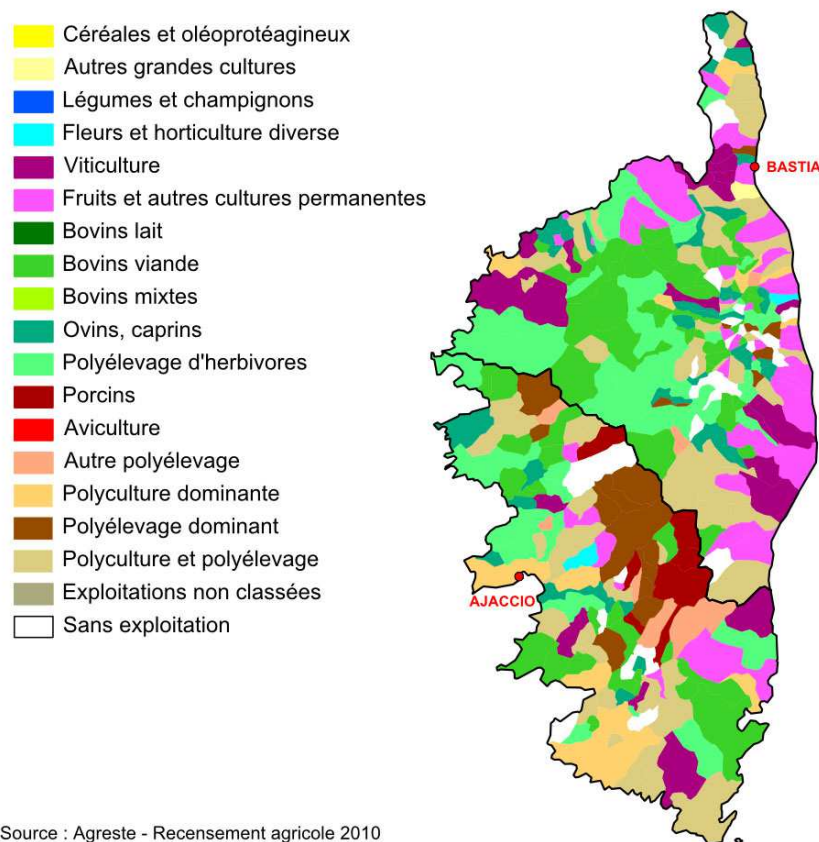 Céréales et oléoprotéagineux
Autres grandes cultures
Légumes et champignons
Fleurs et horticulture diverse
Viticulture
Fruits et autres cultures permanentes
Bovins lait
Bovins viande
Bovins mixtes
Ovins, caprins
Polyélevage d'herbivores
Porcins
Aviculture
Autre polyélevage
Polyculture dominante
Polyélevage dominant
Polyculture et polyélevage
Exploitations non classées
Sans exploitation
BASTIA
AJACCIO
Source : Agreste - Recensement agricole 2010